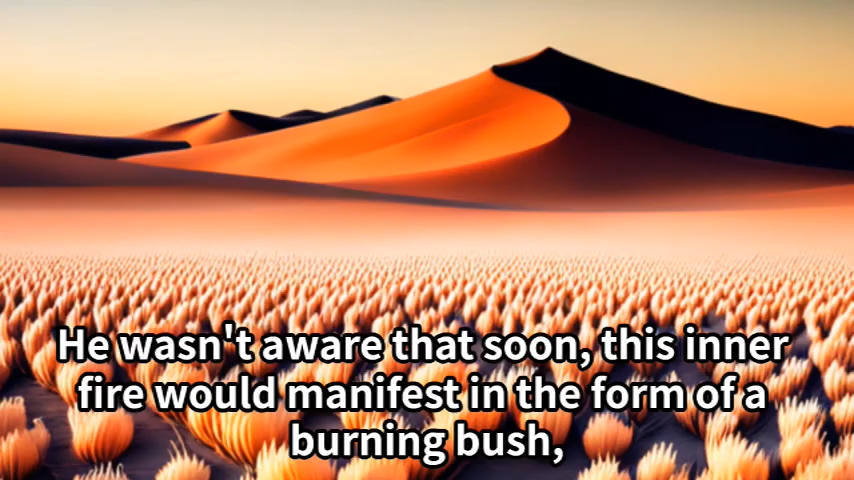 He wasn't aware that soon, this inner
fire would manifest in the form of a
burning bush,